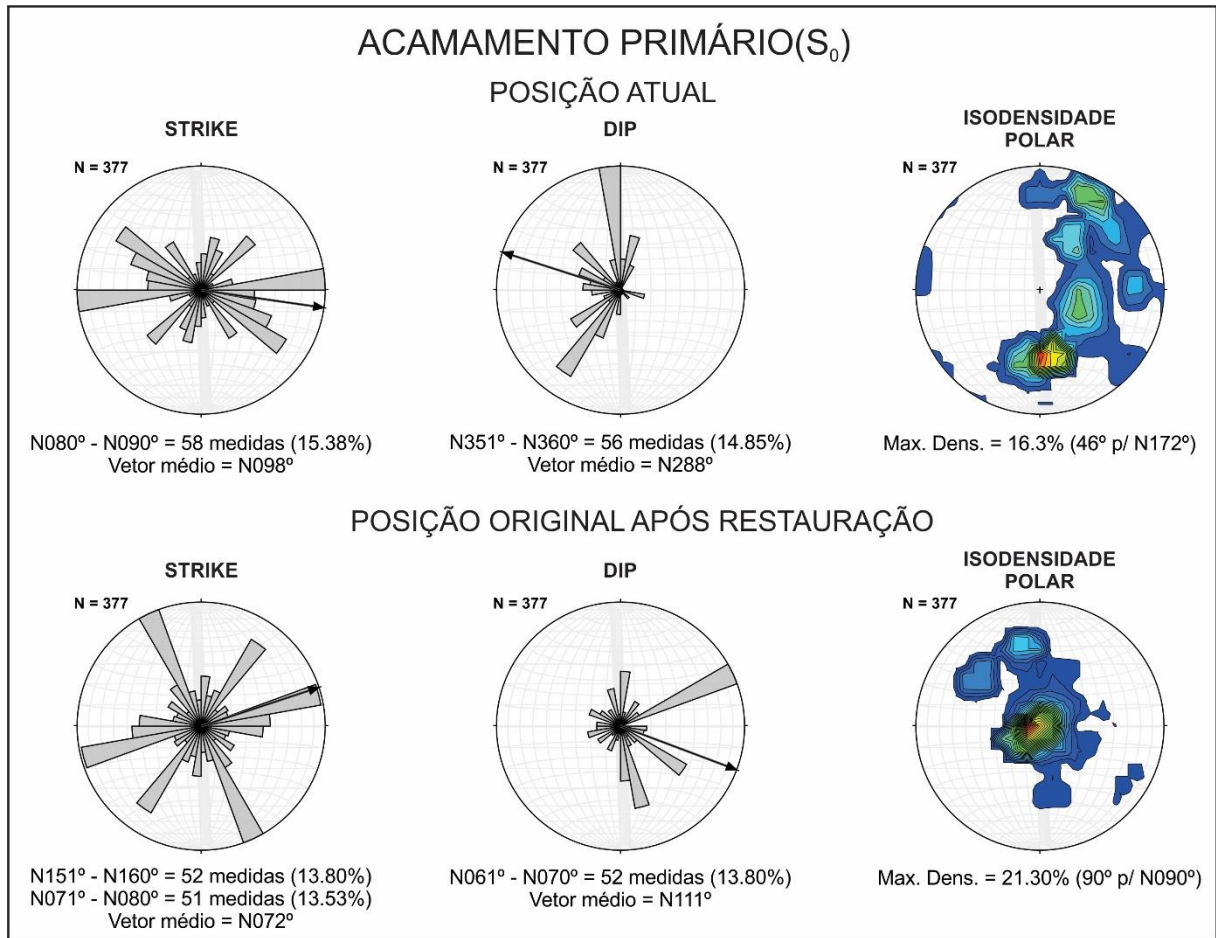 ACAMAMENTO PRIMÁRIO(S₀)
POSIÇÃO ATUAL
STRIKE
N = 377
N080º - N090º = 58 medidas (15.38%)
Vetor médio = N098º
DIP
N = 377
N351º - N360º = 56 medidas (14.85%)
Vetor médio = N288º
ISODENSIDADE
POLAR
N = 377
Max. Dens. = 16.3% (46º p/ N172º)
POSIÇÃO ORIGINAL APÓS RESTAURAÇÃO
STRIKE
N = 377
N151º - N160º = 52 medidas (13.80%)
N071º - N080º = 51 medidas (13.53%)
Vetor médio = N072º
DIP
N = 377
N061º - N070º = 52 medidas (13.80%)
Vetor médio = N111º
ISODENSIDADE
POLAR
N = 377
Max. Dens. = 21.30% (90º p/ N090º)